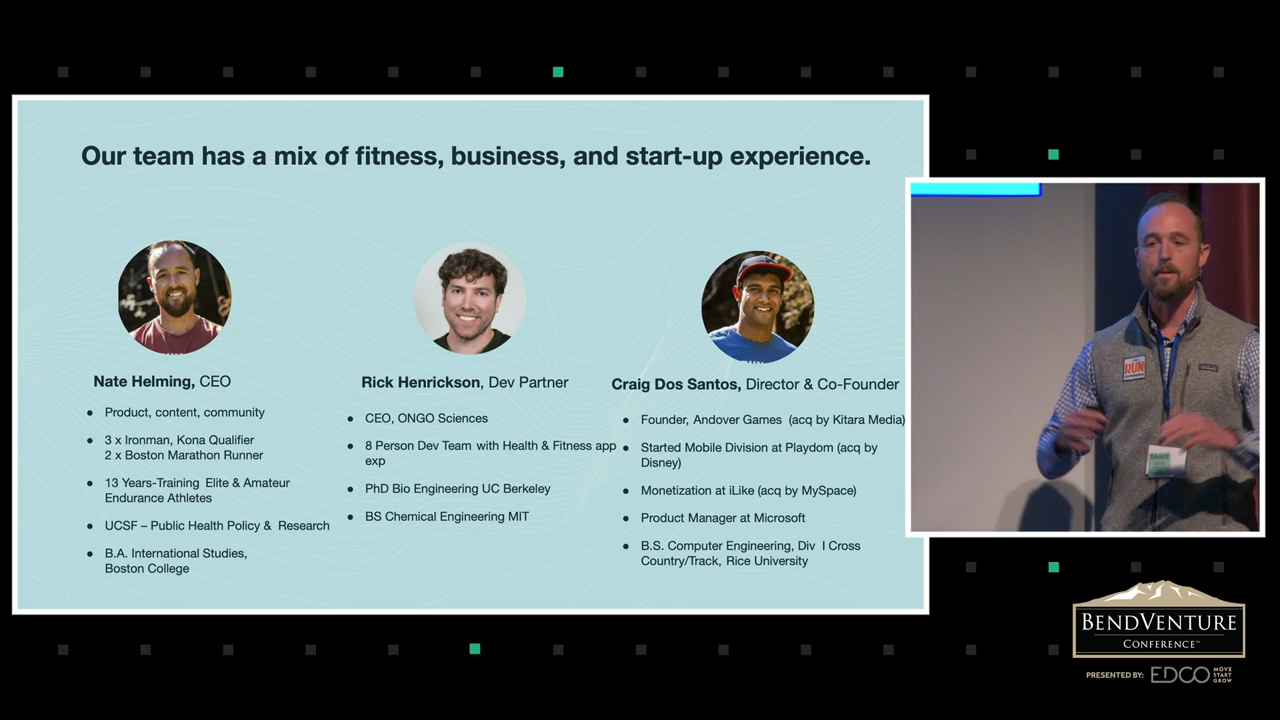 Our team has a mix of fitness, business, and start-up experience.
Nate Helming, CEO
● Product, content, community
● 3 x Ironman, Kona Qualifier
2 x Boston Marathon Runner
● 13 Years-Training Elite & Amateur
Endurance Athletes
● UCSF – Public Health Policy & Research
● B.A. International Studies,
Boston College
Rick Henrickson, Dev Partner
● CEO, ONGO Sciences
● 8 Person Dev Team with Health & Fitness app
exp
● PhD Bio Engineering UC Berkeley
● BS Chemical Engineering MIT
Craig Dos Santos, Director & Co-Founder
● Founder, Andover Games (acq by Kitara Media)
● Started Mobile Division at Playdom (acq by
Disney)
● Monetization at iLike (acq by MySpace)
● Product Manager at Microsoft
● B.S. Computer Engineering, Div I Cross
Country/Track, Rice University
RUN
BENDVENTURE
CONFERENCE™
PRESENTED BY: EDCO MOVE
START
GROW